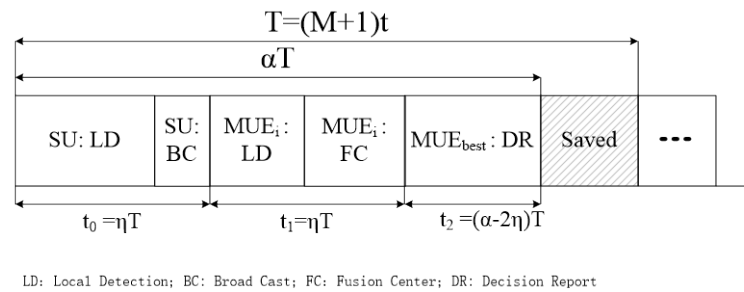 T=(M+1)t
αT
SU: LD
SU:
BC
MUEi:
LD
MUEi:
FC
MUEbest: DR
Saved
---
t0 =ηT
t1=ηT
t2 =(α-2η)T
LD: Local Detection; BC: Broad Cast; FC: Fusion Center; DR: Decision Report